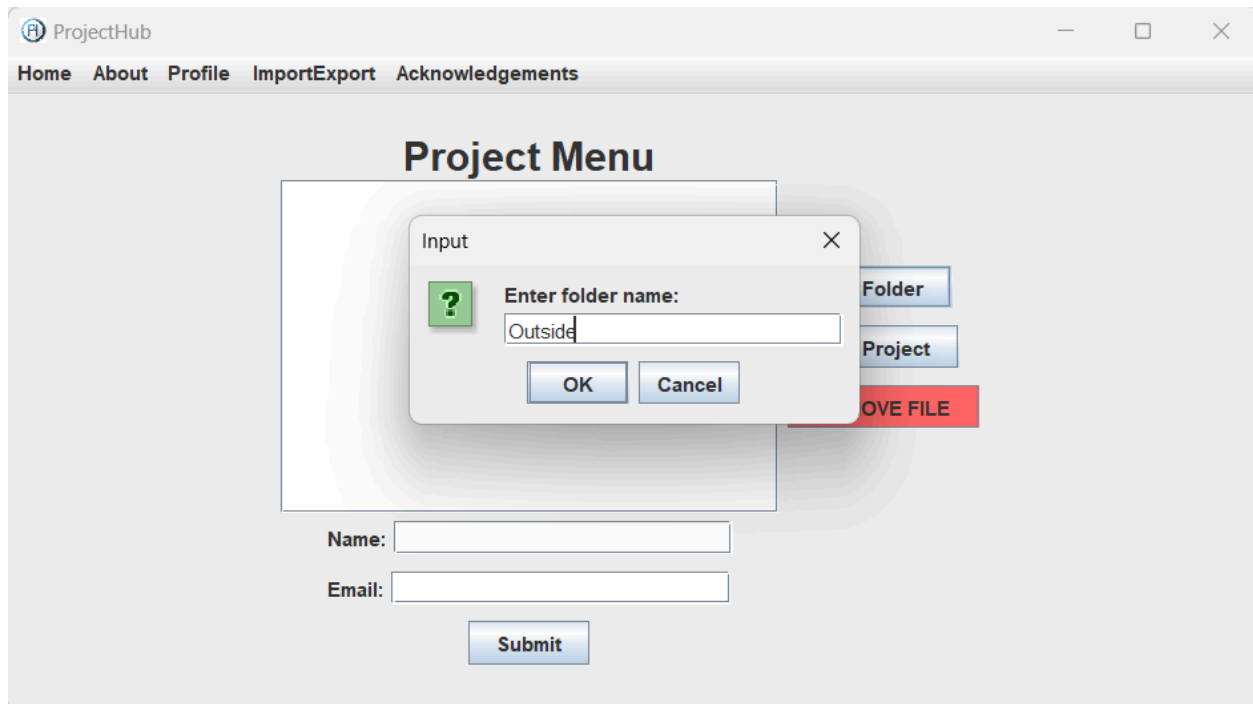 ProjectHub
Home About Profile ImportExport Acknowledgements
Project Menu
Input
Enter folder name:
Outside
OK Cancel
Folder
Project
OVE FILE
Name:
Email:
Submit